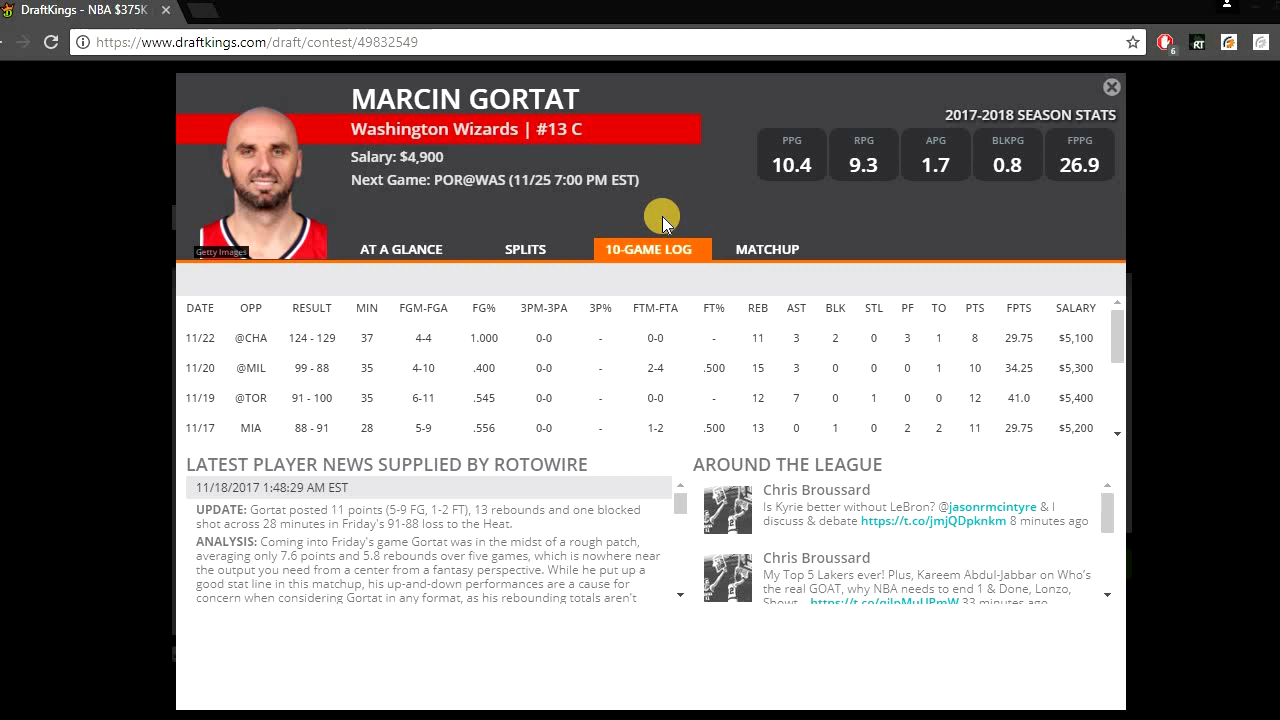 DraftKings - NBA $375K
https://www.draftkings.com/draft/contest/49832549
6
RT
MARCIN GORTAT
Washington Wizards | #13 C
Salary: $4,900
Next Game: POR@WAS (11/25 7:00 PM EST)
2017-2018 SEASON STATS
PPG RPG APG BLKPG FPPG
10.4 9.3 1.7 0.8 26.9
Getty Images
AT A GLANCE SPLITS 10-GAME LOG MATCHUP
DATE OPP RESULT MIN FGM-FGA FG% 3PM-3PA 3P% FTM-FTA FT% REB AST BLK STL PF TO PTS FPTS SALARY
11/22 @CHA 124 - 129 37 4-4 1.000 0-0 - 0-0 - 11 3 2 0 3 1 8 29.75 $5,100
11/20 @MIL 99 - 88 35 4-10 .400 0-0 - 2-4 .500 15 3 0 0 0 1 10 34.25 $5,300
11/19 @TOR 91 - 100 35 6-11 .545 0-0 - 0-0 - 12 7 0 1 0 0 12 41.0 $5,400
11/17 MIA 88 - 91 28 5-9 .556 0-0 - 1-2 .500 13 0 1 0 2 2 11 29.75 $5,200
LATEST PLAYER NEWS SUPPLIED BY ROTOWIRE
11/18/2017 1:48:29 AM EST
UPDATE: Gortat posted 11 points (5-9 FG, 1-2 FT), 13 rebounds and one blocked
shot across 28 minutes in Friday's 91-88 loss to the Heat.
ANALYSIS: Coming into Friday's game Gortat was in the midst of a rough patch,
averaging only 7.6 points and 5.8 rebounds over five games, which is nowhere near
the output you need from a center from a fantasy perspective. While he put up a
good stat line in this matchup, his up-and-down performances are a cause for
concern when considering Gortat in any format, as his rebounding totals aren't
AROUND THE LEAGUE
Chris Broussard
Is Kyrie better without LeBron? @jasonrmcintyre & I
discuss & debate https://t.co/jmjQDpknkm 8 minutes ago
Chris Broussard
My Top 5 Lakers ever! Plus, Kareem Abdul-Jabbar on Who's
the real GOAT, why NBA needs to end 1 & Done, Lonzo,
33 minutes ago